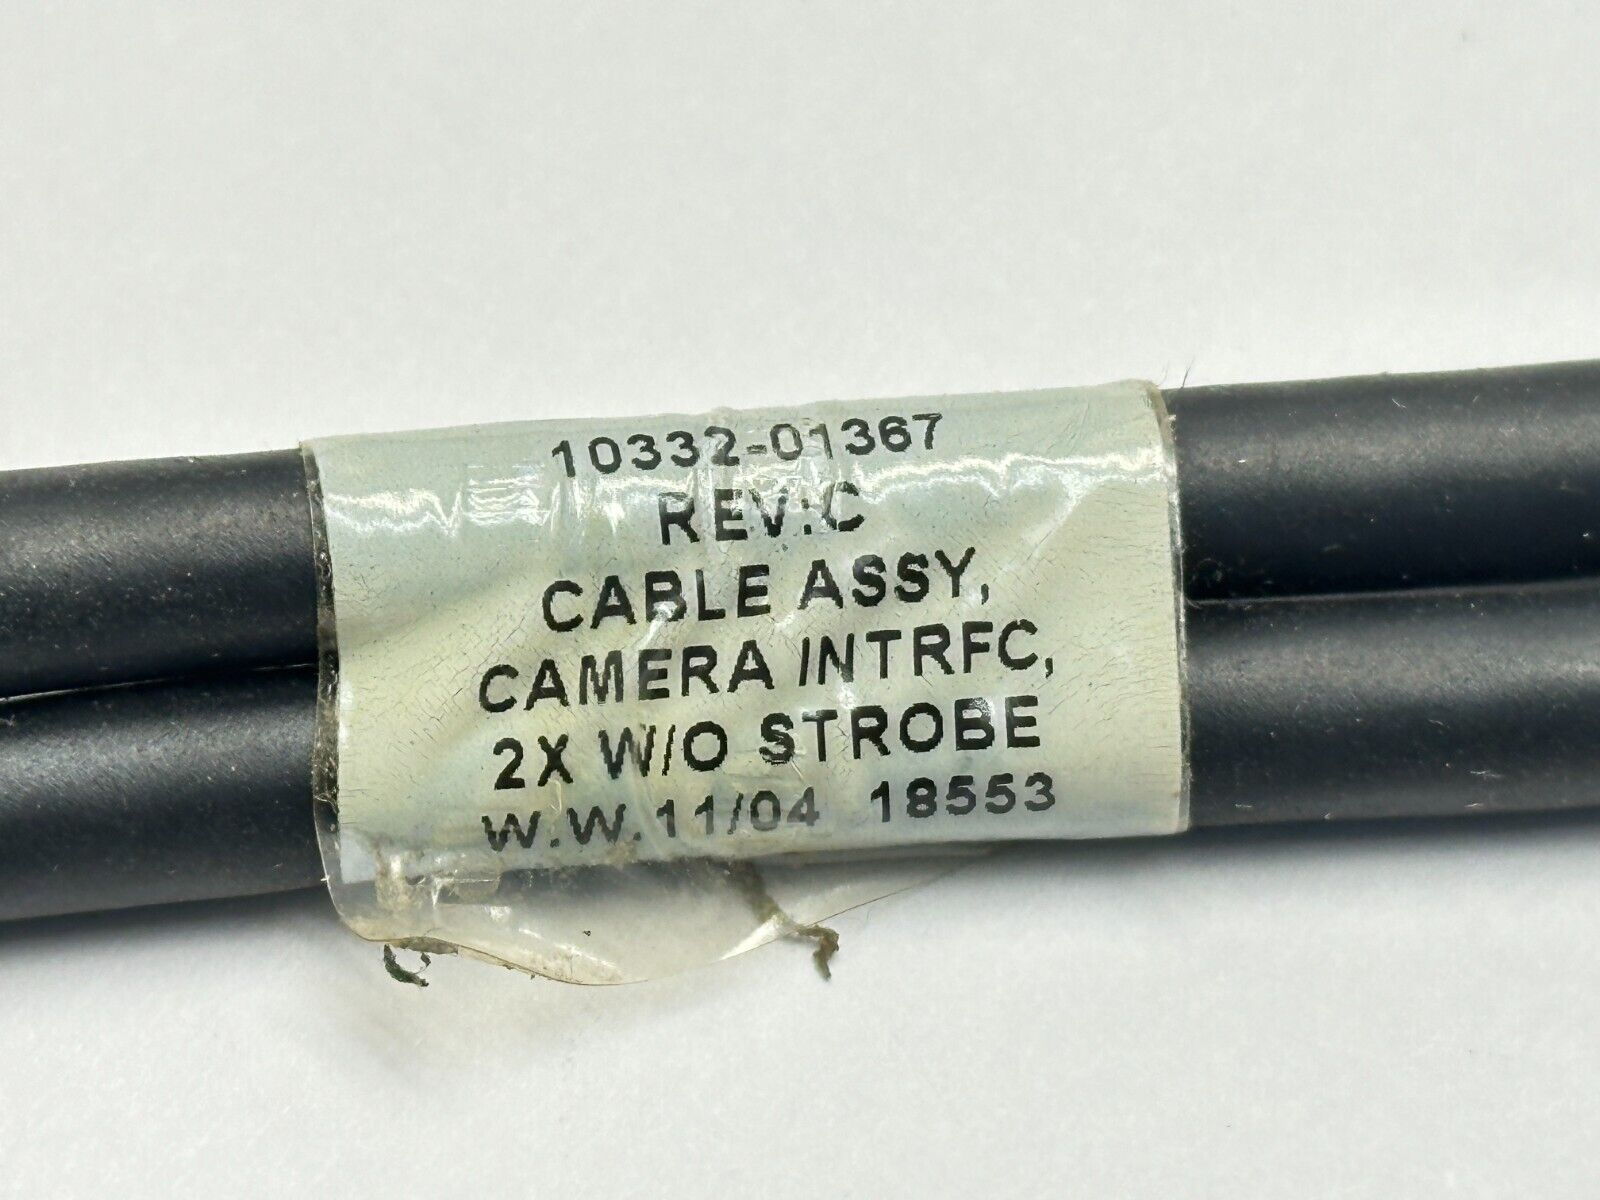 10332-01367
REV:C
CABLE ASSY,
CAMERA INTRFC,
2X W/O STROBE
W.W.11/04 18553